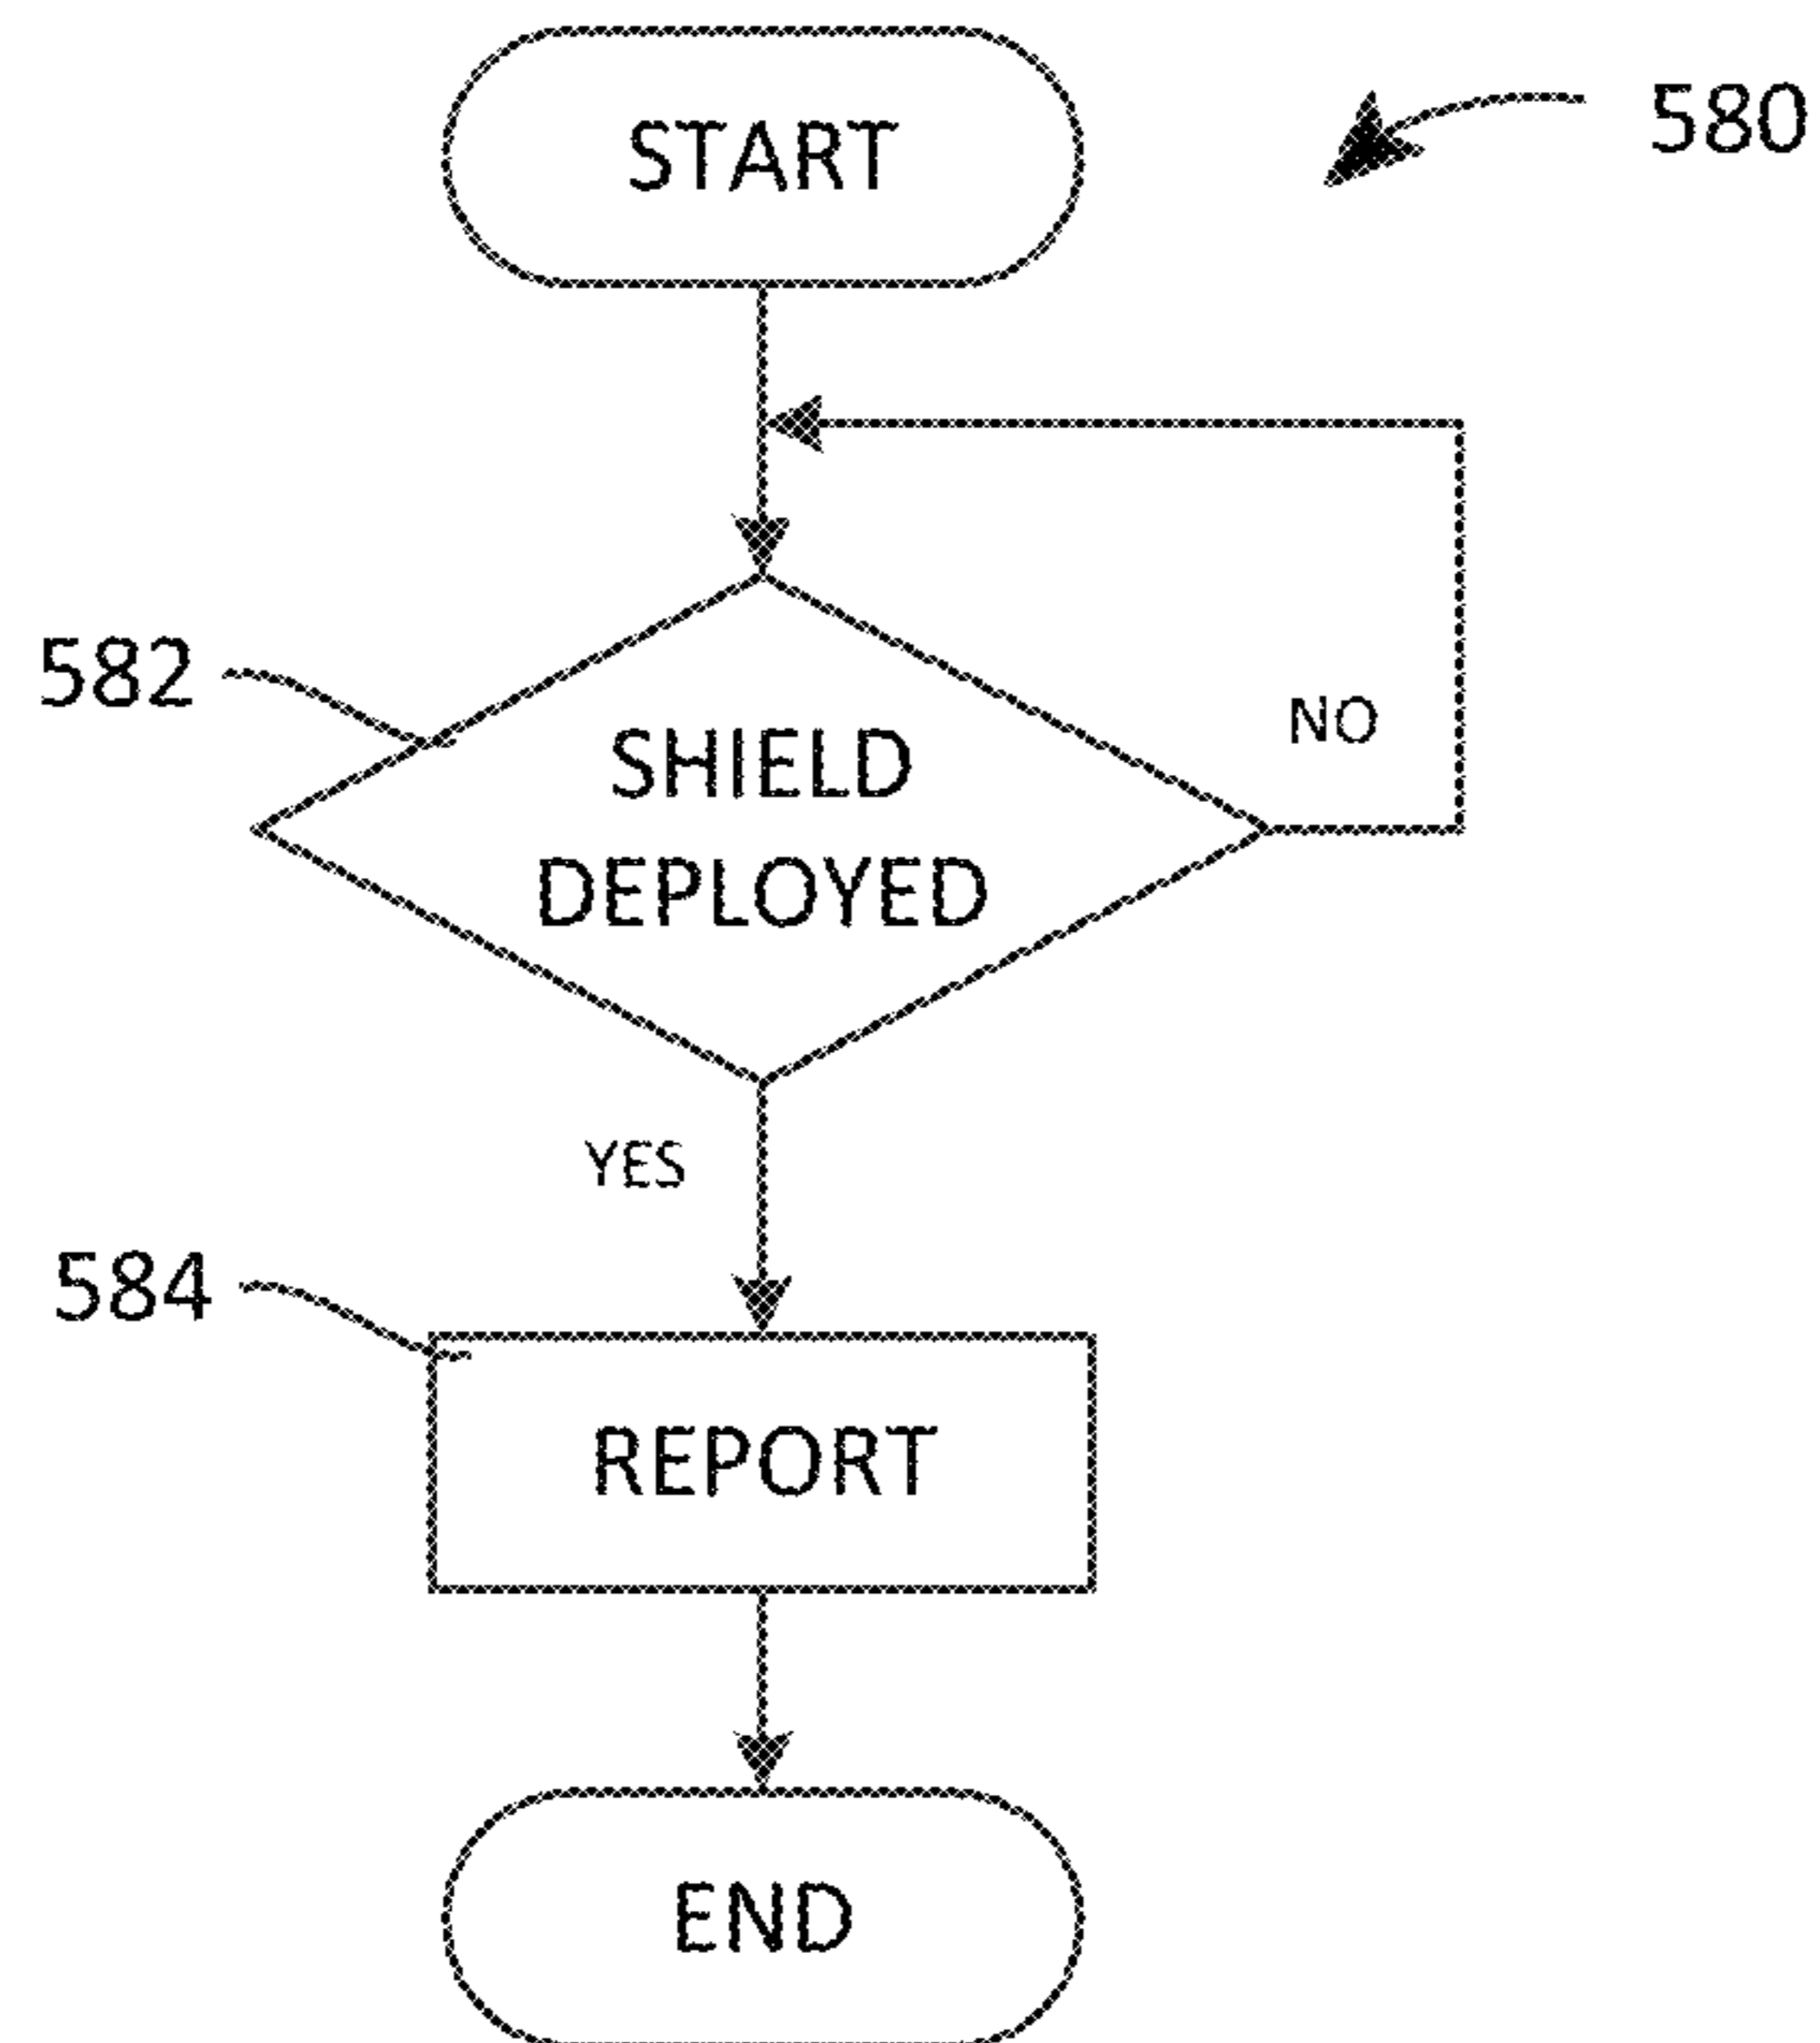 START
580
582
SHIELD
DEPLOYED
NO
YES
584
REPORT
END